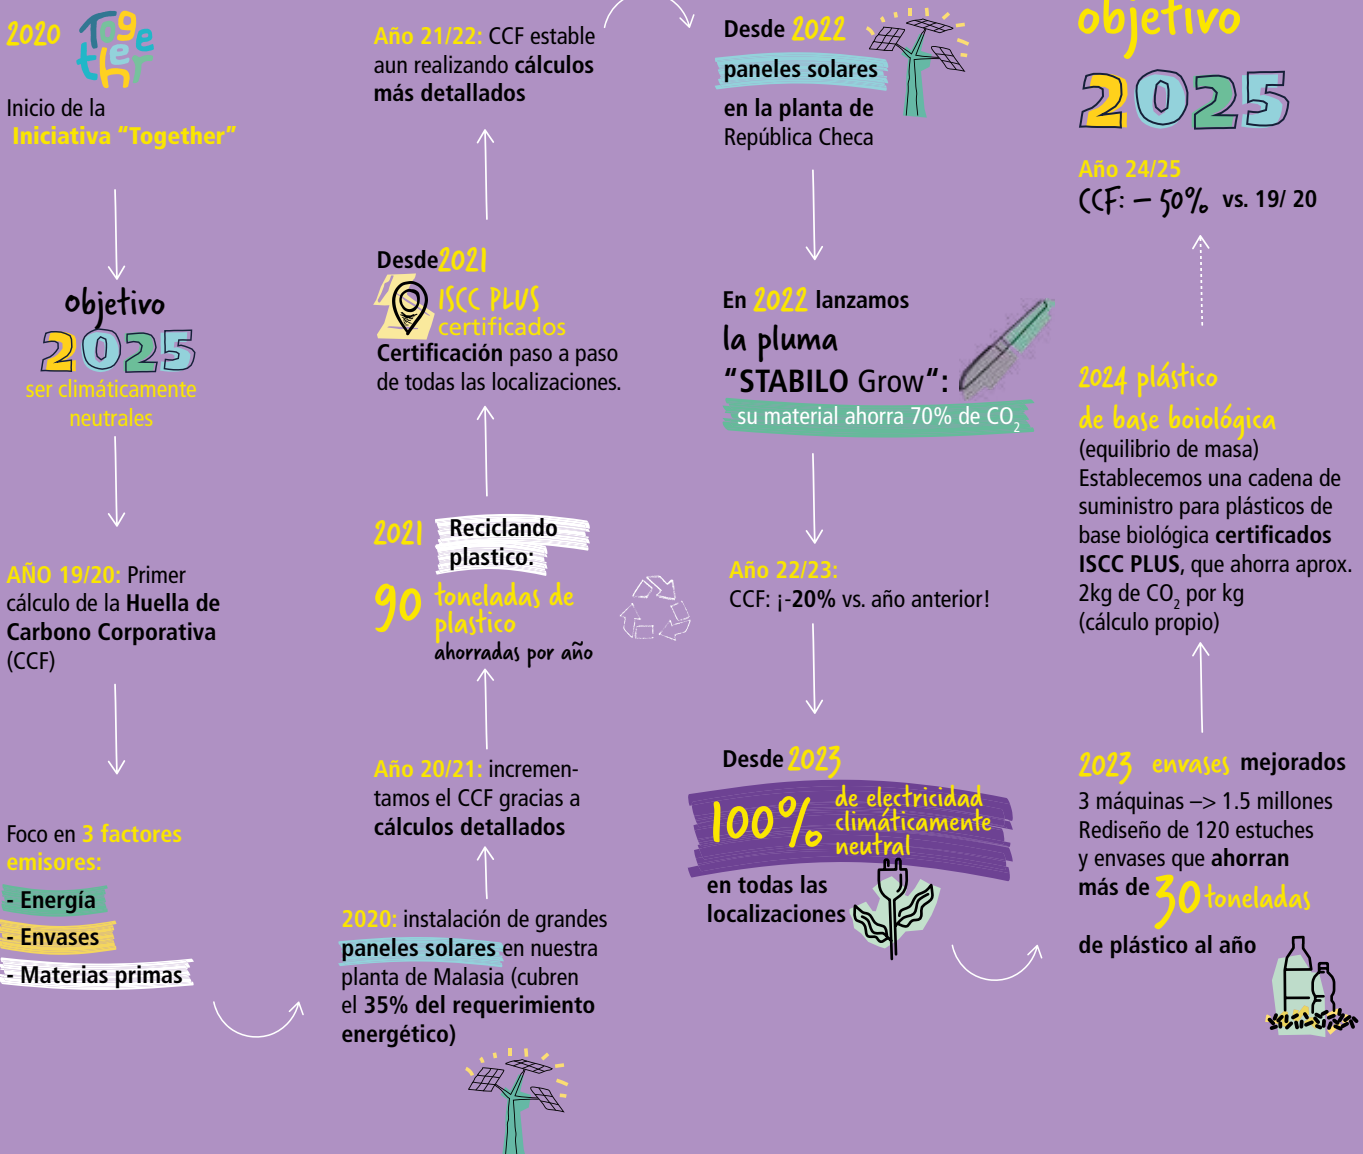 2020 Together
Inicio de la
Iniciativa “Together”
objetivo
2025
ser climáticamente
neutrales
AÑO 19/20: Primer
cálculo de la Huella de
Carbono Corporativa
(CCF)
Foco en 3 factores
emisores:
- Energía
- Envases
- Materias primas
2020: instalación de grandes
paneles solares en nuestra
planta de Malasia (cubren
el 35% del requerimiento
energético)
Año 20/21: incremen-
tamos el CCF gracias a
cálculos detallados
2021 Reciclando
plastico:
90 toneladas de
plastico
ahorradas por año
Desde 2021
ISCC PLUS
certificados
Certificación paso a paso
de todas las localizaciones.
Año 21/22: CCF estable
aun realizando cálculos
más detallados
Desde 2022
paneles solares
en la planta de
República Checa
En 2022 lanzamos
la pluma
“STABILO Grow“:
su material ahorra 70% de CO₂
Año 22/23:
CCF: ¡-20% vs. año anterior!
Desde 2023
100% de electricidad
climáticamente
neutral
en todas las
localizaciones
2023 envases mejorados
3 máquinas –> 1.5 millones
Rediseño de 120 estuches
y envases que ahorran
más de 30 toneladas
de plástico al año
2024 plástico
de base boiológica
(equilibrio de masa)
Establecemos una cadena de
suministro para plásticos de
base biológica certificados
ISCC PLUS, que ahorra aprox.
2kg de CO₂ por kg
(cálculo propio)
objetivo
2025
Año 24/25
CCF: – 50% vs. 19/ 20